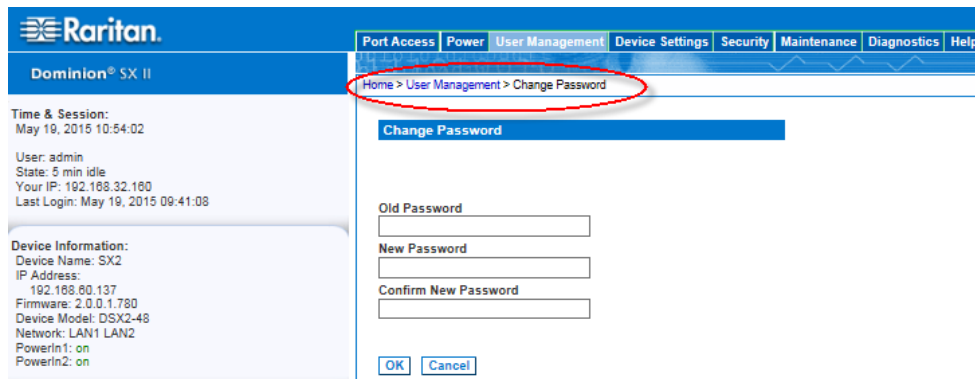 Raritan.
Dominion® SX II
Time & Session:
May 19, 2015 10:54:02
User: admin
State: 5 min idle
Your IP: 192.168.32.160
Last Login: May 19, 2015 09:41:08
Device Information:
Device Name: SX2
IP Address:
192.168.60.137
Firmware: 2.0.0.1.780
Device Model: DSX2-48
Network: LAN1 LAN2
PowerIn1: on
PowerIn2: on
Port Access Power User Management Device Settings Security Maintenance Diagnostics Help
Home > User Management > Change Password
Change Password
Old Password
New Password
Confirm New Password
OK Cancel